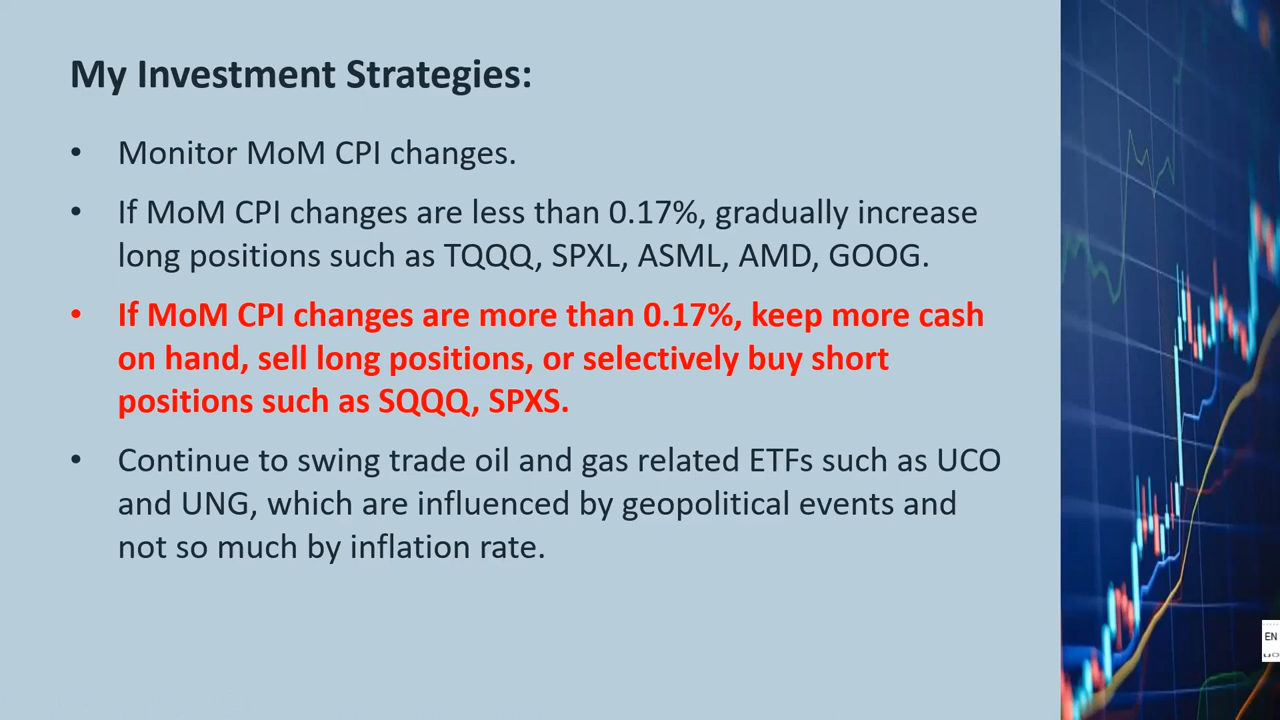 My Investment Strategies:
• Monitor MoM CPI changes.
• If MoM CPI changes are less than 0.17%, gradually increase
long positions such as TQQQ, SPXL, ASML, AMD, GOOG.
• If MoM CPI changes are more than 0.17%, keep more cash
on hand, sell long positions, or selectively buy short
positions such as SQQQ, SPXS.
• Continue to swing trade oil and gas related ETFs such as UCO
and UNG, which are influenced by geopolitical events and
not so much by inflation rate.
EN